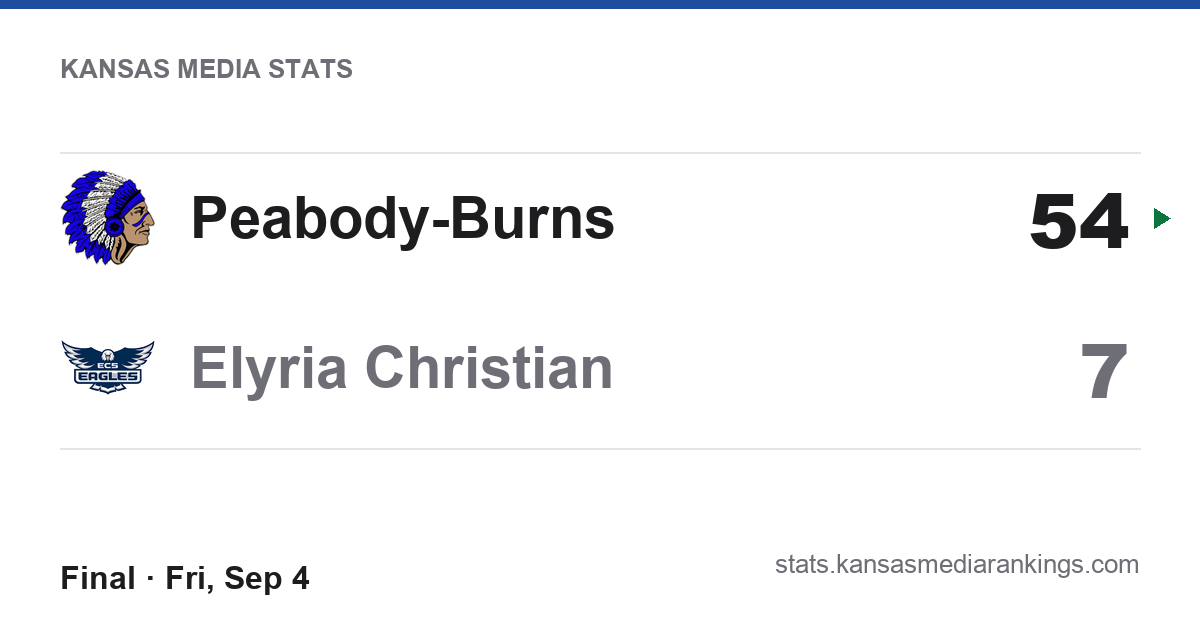 KANSAS MEDIA STATS
Peabody-Burns 54
ECS
EAGLES
Elyria Christian 7
Final · Fri, Sep 4
stats.kansasmediarankings.com